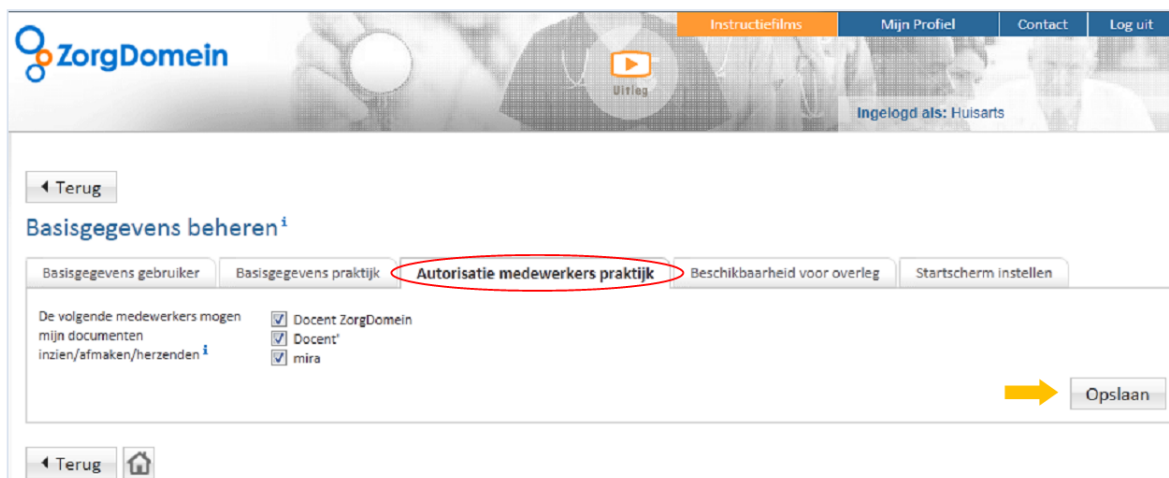 Instructiefilms Mijn Profiel Contact Log uit
ZorgDomein
Uitleg
Ingelogd als: Huisarts
Terug
Basisgegevens beheren i
Basisgegevens gebruiker Basisgegevens praktijk Autorisatie medewerkers praktijk Beschikbaarheid voor overleg Startscherm instellen
De volgende medewerkers mogen
mijn documenten
inzien/afmaken/herzenden i
Docent ZorgDomein
Docent'
mira
Opslaan
Terug